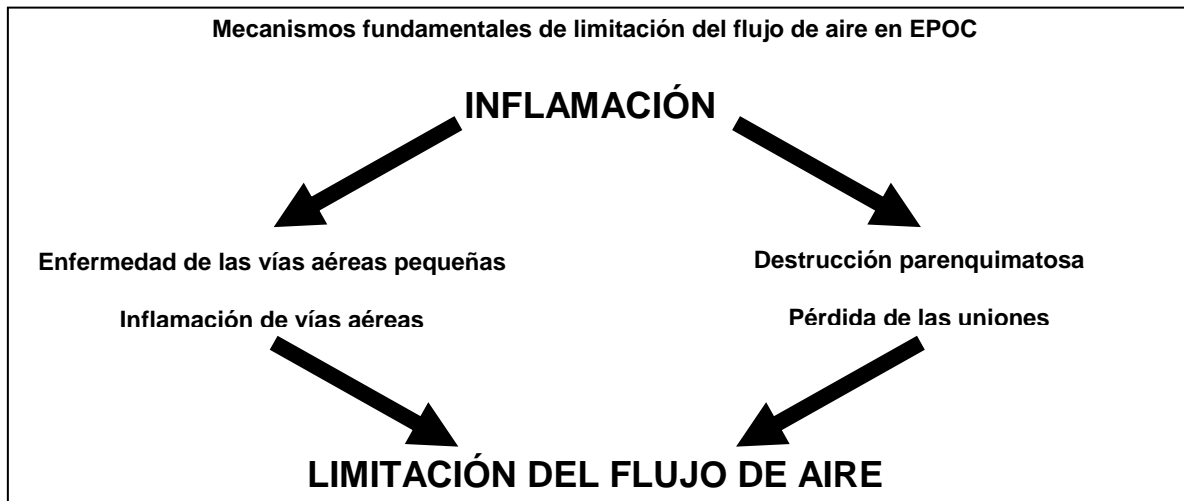 Mecanismos fundamentales de limitación del flujo de aire en EPOC
INFLAMACIÓN
Enfermedad de las vías aéreas pequeñas
Inflamación de vías aéreas
Destrucción parenquimatosa
Pérdida de las uniones
LIMITACIÓN DEL FLUJO DE AIRE